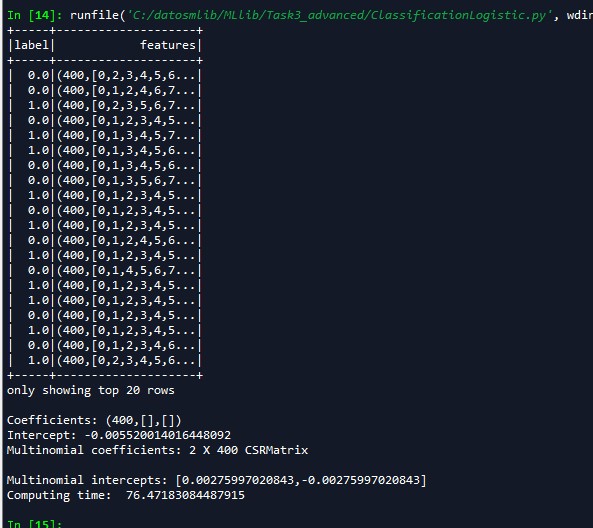 In [14]: runfile('C:/datosmlib/MLlib/Task3_advanced/ClassificationLogistic.py', wdir
+-----+--------------------+
|label|            features|
+-----+--------------------+
|  0.0|(400,[0,2,3,4,5,6...|
|  0.0|(400,[0,1,2,4,6,7...|
|  1.0|(400,[0,2,3,5,6,7...|
|  0.0|(400,[0,1,2,3,4,5...|
|  1.0|(400,[0,1,3,4,5,7...|
|  1.0|(400,[0,1,3,4,5,6...|
|  0.0|(400,[0,1,3,4,5,6...|
|  0.0|(400,[0,1,3,5,6,7...|
|  1.0|(400,[0,1,2,3,4,5...|
|  0.0|(400,[0,1,2,3,4,5...|
|  1.0|(400,[0,1,2,3,4,5...|
|  0.0|(400,[0,1,2,4,5,6...|
|  1.0|(400,[0,1,2,3,4,5...|
|  0.0|(400,[0,1,4,5,6,7...|
|  1.0|(400,[0,1,2,3,4,5...|
|  1.0|(400,[0,1,2,3,4,5...|
|  0.0|(400,[0,1,2,3,4,5...|
|  1.0|(400,[0,1,2,3,4,5...|
|  0.0|(400,[0,1,2,3,4,6...|
|  1.0|(400,[0,2,3,4,5,6...|
+-----+--------------------+
only showing top 20 rows
Coefficients: (400,[],[])
Intercept: -0.005520014016448092
Multinomial coefficients: 2 X 400 CSRMatrix
Multinomial intercepts: [0.00275997020843,-0.00275997020843]
Computing time:  76.47183084487915
In [15]: